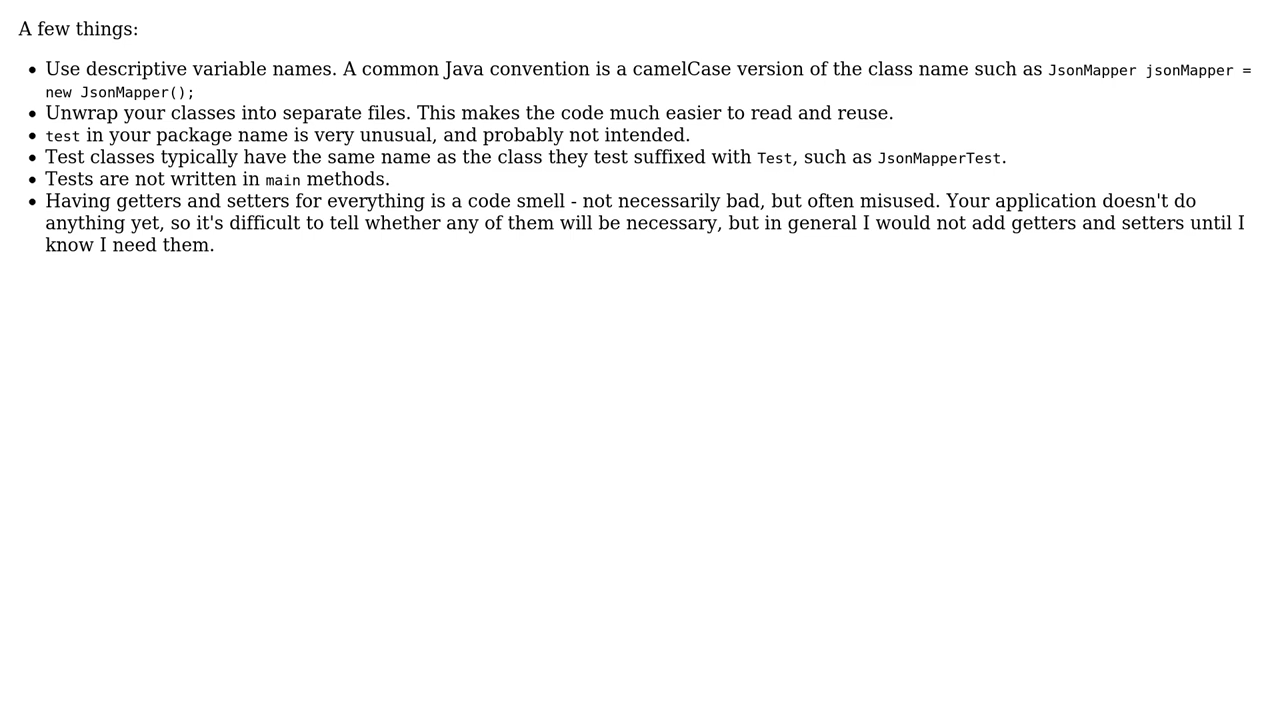 A few things:
• Use descriptive variable names. A common Java convention is a camelCase version of the class name such as JsonMapper jsonMapper =
new JsonMapper();
• Unwrap your classes into separate files. This makes the code much easier to read and reuse.
• test in your package name is very unusual, and probably not intended.
• Test classes typically have the same name as the class they test suffixed with Test, such as JsonMapperTest.
• Tests are not written in main methods.
• Having getters and setters for everything is a code smell - not necessarily bad, but often misused. Your application doesn't do
anything yet, so it's difficult to tell whether any of them will be necessary, but in general I would not add getters and setters until I
know I need them.